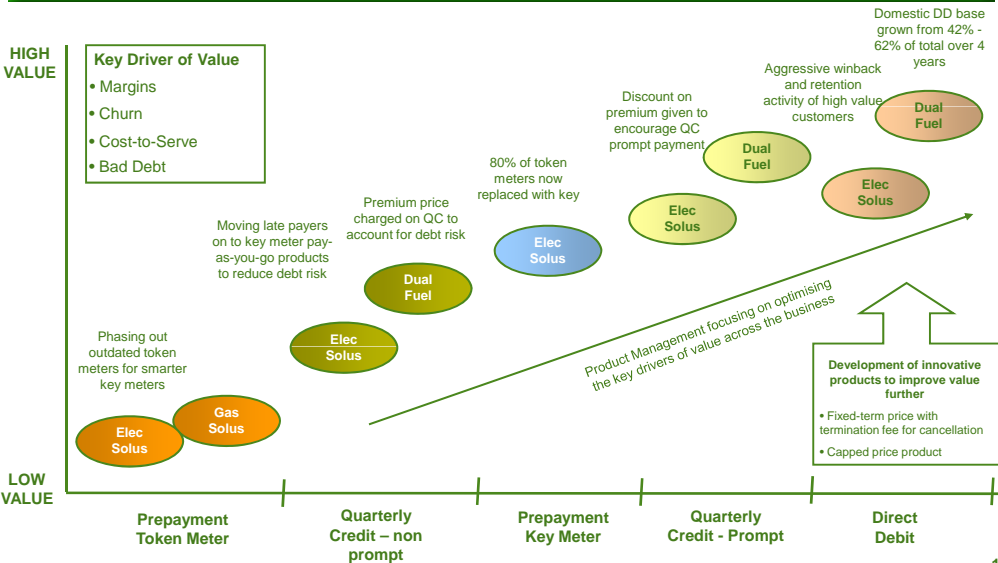 HIGH
VALUE
Key Driver of Value
• Margins
• Churn
• Cost-to-Serve
• Bad Debt
Domestic DD base
grown from 42% -
62% of total over 4
years
Aggressive winback
and retention
activity of high value
customers
Dual
Fuel
Elec
Solus
Discount on
premium given to
encourage QC
prompt payment
Dual
Fuel
Elec
Solus
80% of token
meters now
replaced with key
Elec
Solus
Premium price
charged on QC to
account for debt risk
Dual
Fuel
Moving late payers
on to key meter pay-
as-you-go products
to reduce debt risk
Elec
Solus
Phasing out
outdated token
meters for smarter
key meters
Elec
Solus
Gas
Solus
Product Management focusing on optimising
the key drivers of value across the business
Development of innovative
products to improve value
further
• Fixed-term price with
termination fee for cancellation
• Capped price product
LOW
VALUE
Prepayment
Token Meter
Quarterly
Credit – non
prompt
Prepayment
Key Meter
Quarterly
Credit - Prompt
Direct
Debit